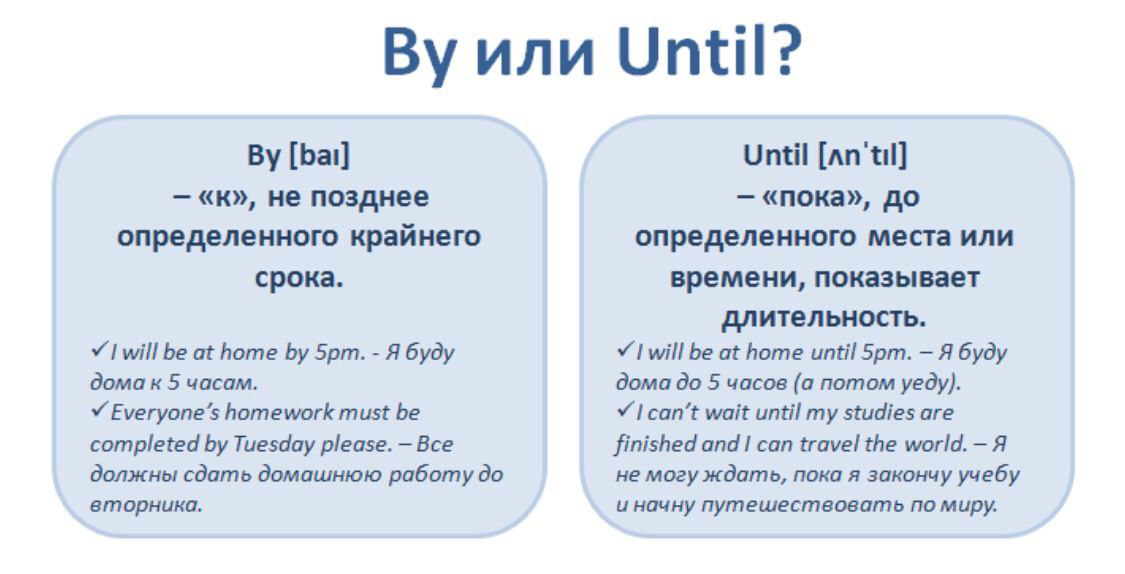 By или Until?
By [baı]
– «к», не позднее
определенного крайнего
срока.
✓I will be at home by 5pm. - Я буду
дома к 5 часам.
✓Everyone’s homework must be
completed by Tuesday please. – Все
должны сдать домашнюю работу до
вторника.
Until [ʌnˈtıl]
– «пока», до
определенного места или
времени, показывает
длительность.
✓I will be at home until 5pm. – Я буду
дома до 5 часов (а потом уеду).
✓I can’t wait until my studies are
finished and I can travel the world. – Я
не могу ждать, пока я закончу учебу
и начну путешествовать по миру.